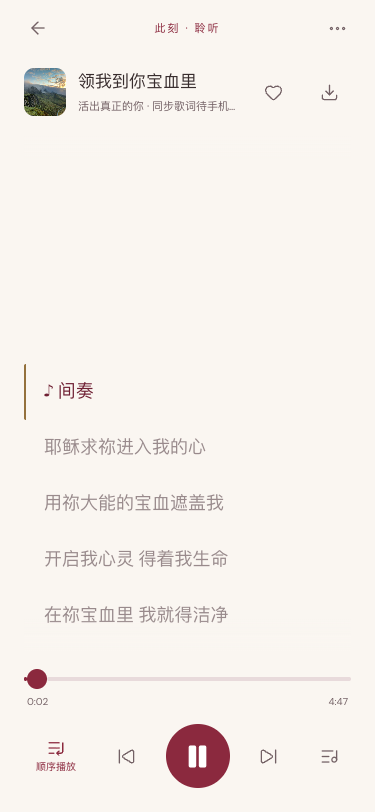 此刻 · 聆听
领我到你宝血里
活出真正的你 · 同步歌词待手机...
♪ 间奏
耶稣求祢进入我的心
用祢大能的宝血遮盖我
开启我心灵 得着我生命
在祢宝血里 我就得洁净
0:02
4:47
顺序播放